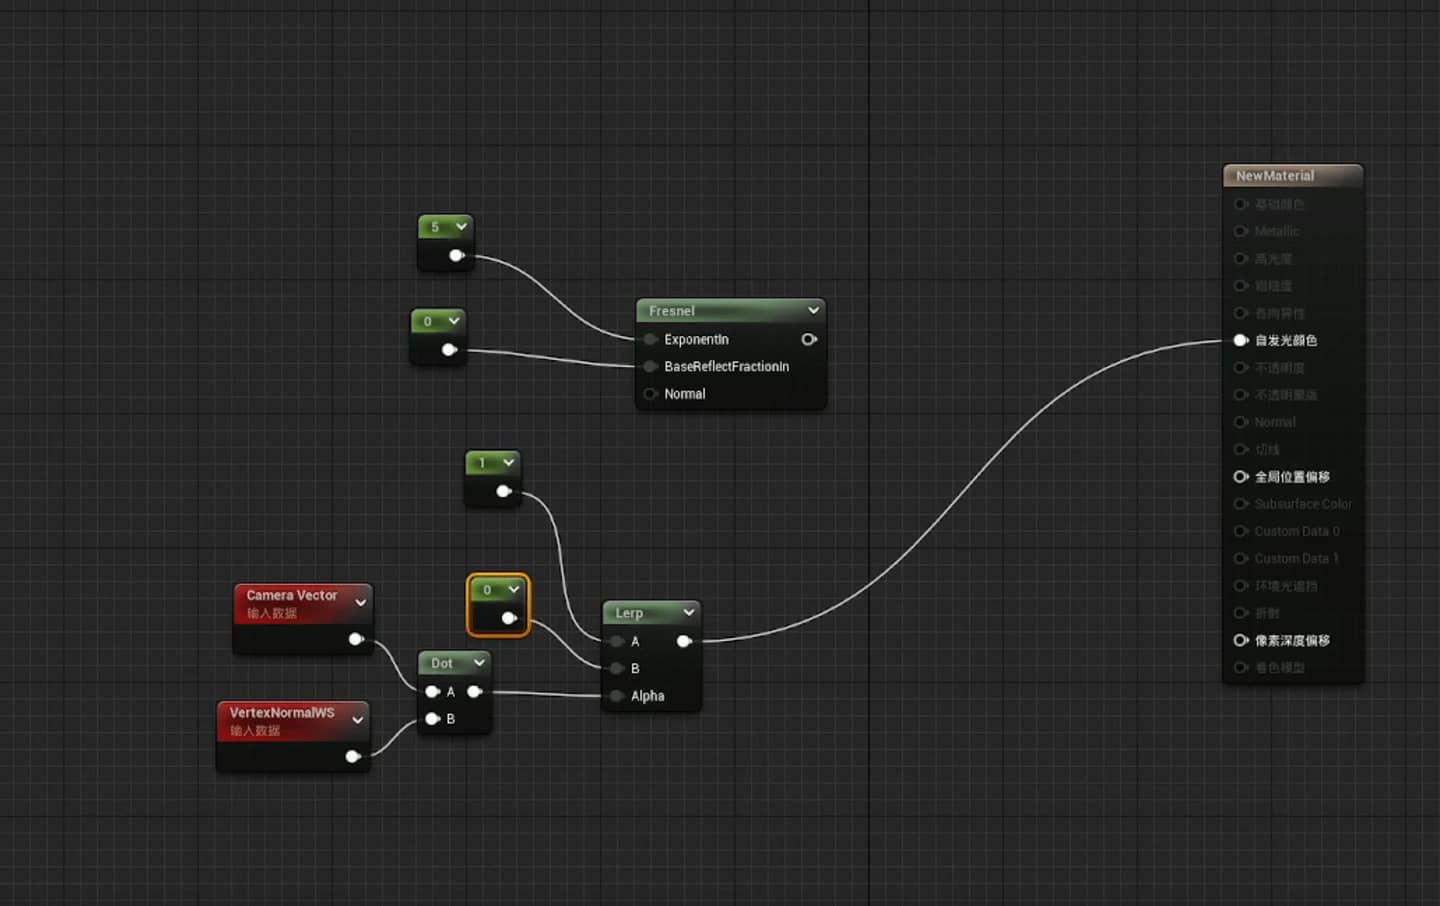 NewMaterial
基础颜色
Metallic
高光度
粗糙度
各向异性
自发光颜色
不透明度
不透明蒙版
Normal
切线
全局位置偏移
Subsurface Color
Custom Data 0
Custom Data 1
环境光遮挡
折射
像素深度偏移
着色模型
5
0
Fresnel
ExponentIn
BaseReflectFractionIn
Normal
1
0
Camera Vector
输入数据
VertexNormalWS
输入数据
Dot
A
B
Lerp
A
B
Alpha